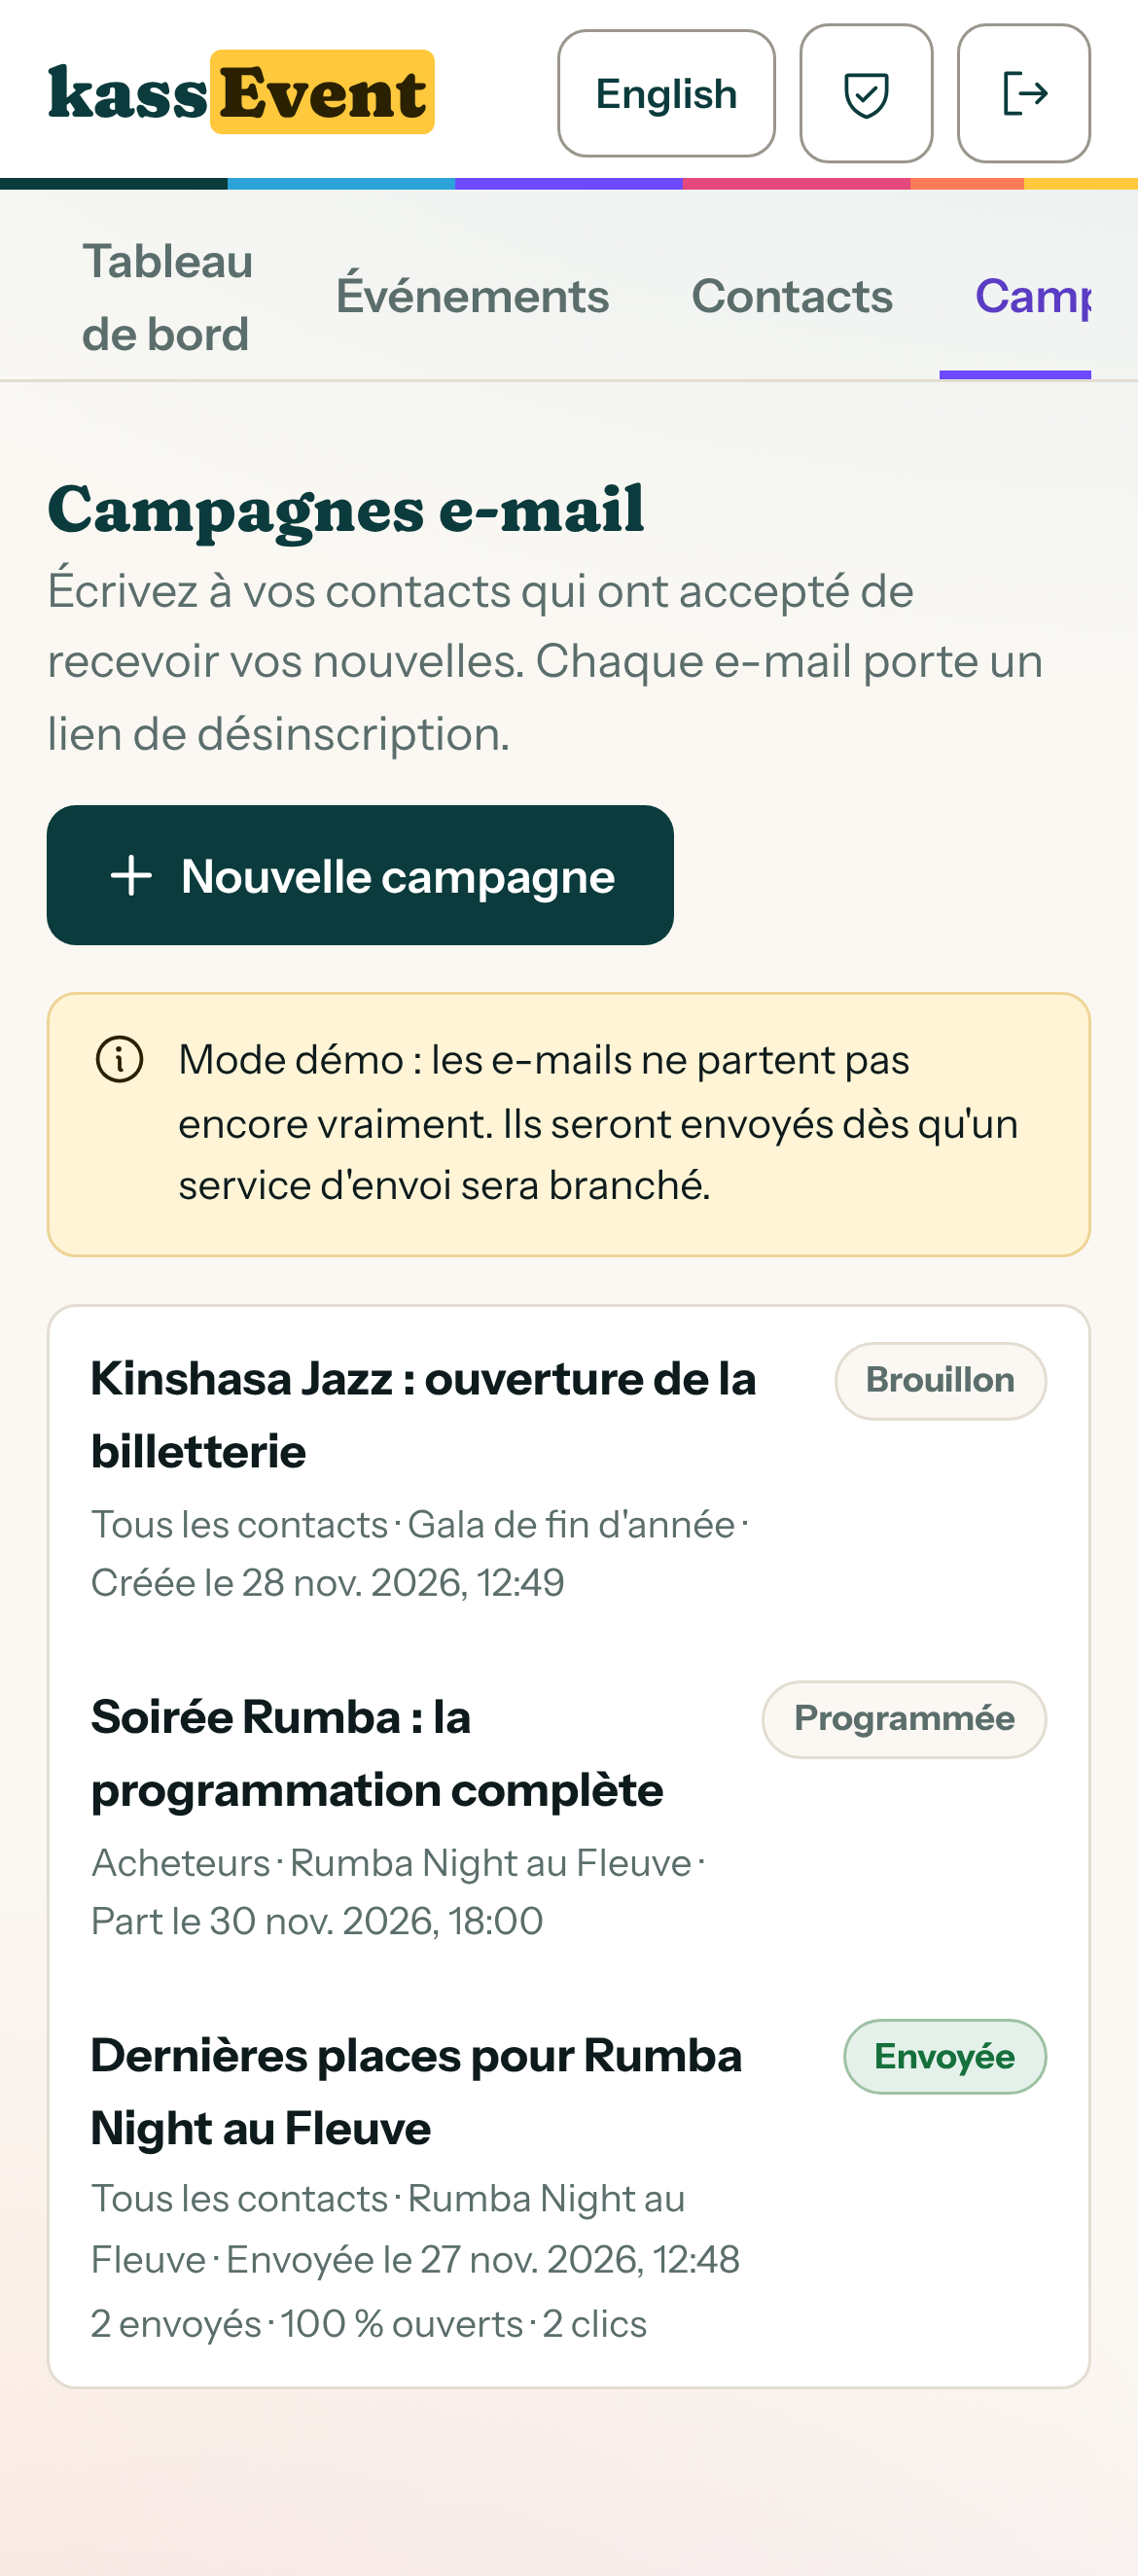 kassEvent
English
Tableau
de bord
Événements
Contacts
Camp
Campagnes e-mail
Écrivez à vos contacts qui ont accepté de
recevoir vos nouvelles. Chaque e-mail porte un
lien de désinscription.
Nouvelle campagne
Mode démo : les e-mails ne partent pas
encore vraiment. Ils seront envoyés dès qu'un
service d'envoi sera branché.
Kinshasa Jazz : ouverture de la
billetterie
Brouillon
Tous les contacts · Gala de fin d'année ·
Créée le 28 nov. 2026, 12:49
Soirée Rumba : la
programmation complète
Programmée
Acheteurs · Rumba Night au Fleuve ·
Part le 30 nov. 2026, 18:00
Dernières places pour Rumba
Night au Fleuve
Envoyée
Tous les contacts · Rumba Night au
Fleuve · Envoyée le 27 nov. 2026, 12:48
2 envoyés · 100 % ouverts · 2 clics